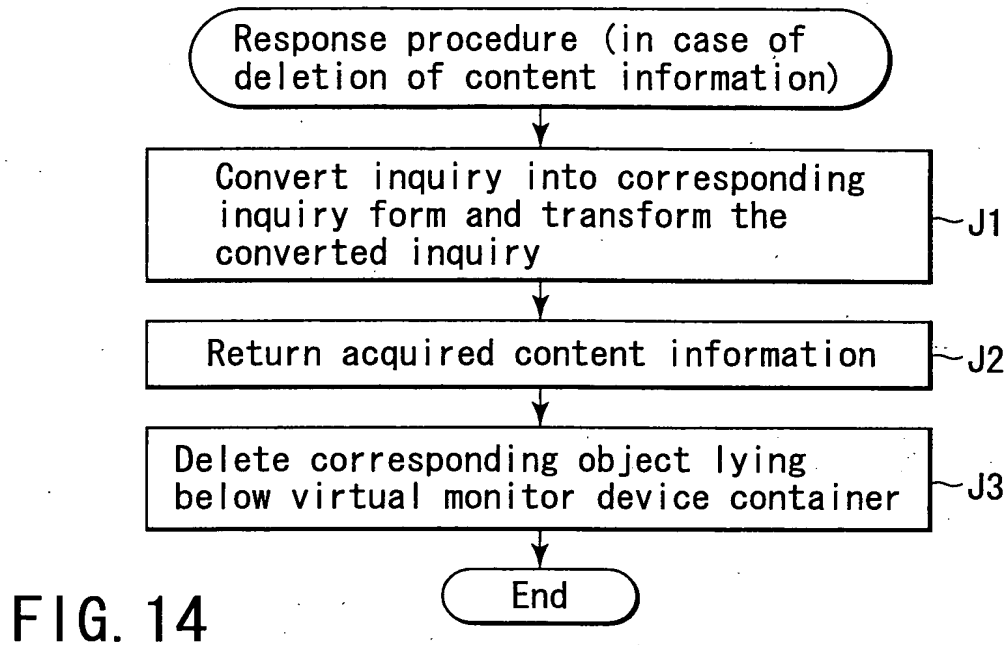 Response procedure (in case of
deletion of content information)
Convert inquiry into corresponding
inquiry form and transform the
converted inquiry
J1
Return acquired content information
J2
Delete corresponding object lying
below virtual monitor device container
J3
End
FIG. 14